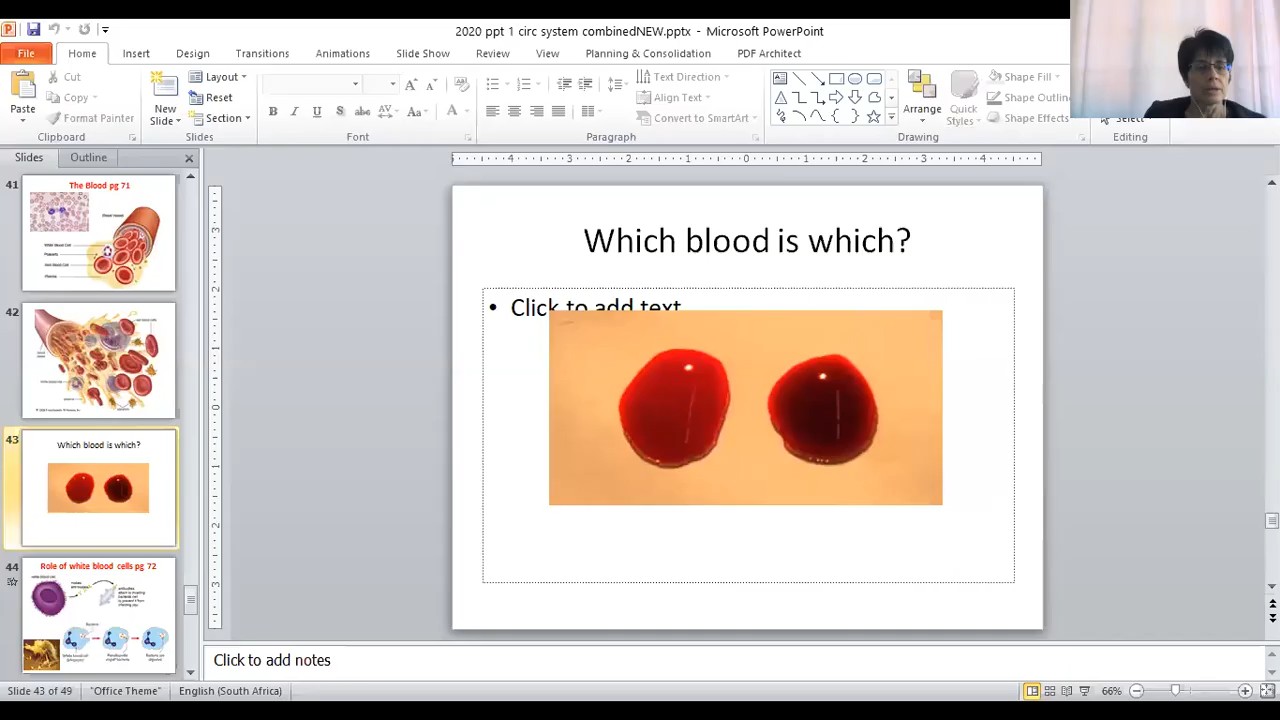 2020 ppt 1 circ system combinedNEW.pptx - Microsoft PowerPoint
File Home Insert Design Transitions Animations Slide Show Review View Planning & Consolidation PDF Architect
Paste
Cut
Copy
Format Painter
Clipboard
New Slide
Layout
Reset
Section
Slides
Font
Text Direction
Align Text
Convert to SmartArt
Paragraph
Arrange
Quick Styles
Shape Fill
Shape Outline
Shape Effects
Drawing
Editing
Slides Outline
41
The Blood pg 71
42
43
Which blood is which?
44
Role of white blood cells pg 72
Which blood is which?
• Click to add text
Click to add notes
Slide 43 of 49 "Office Theme" English (South Africa) 66%